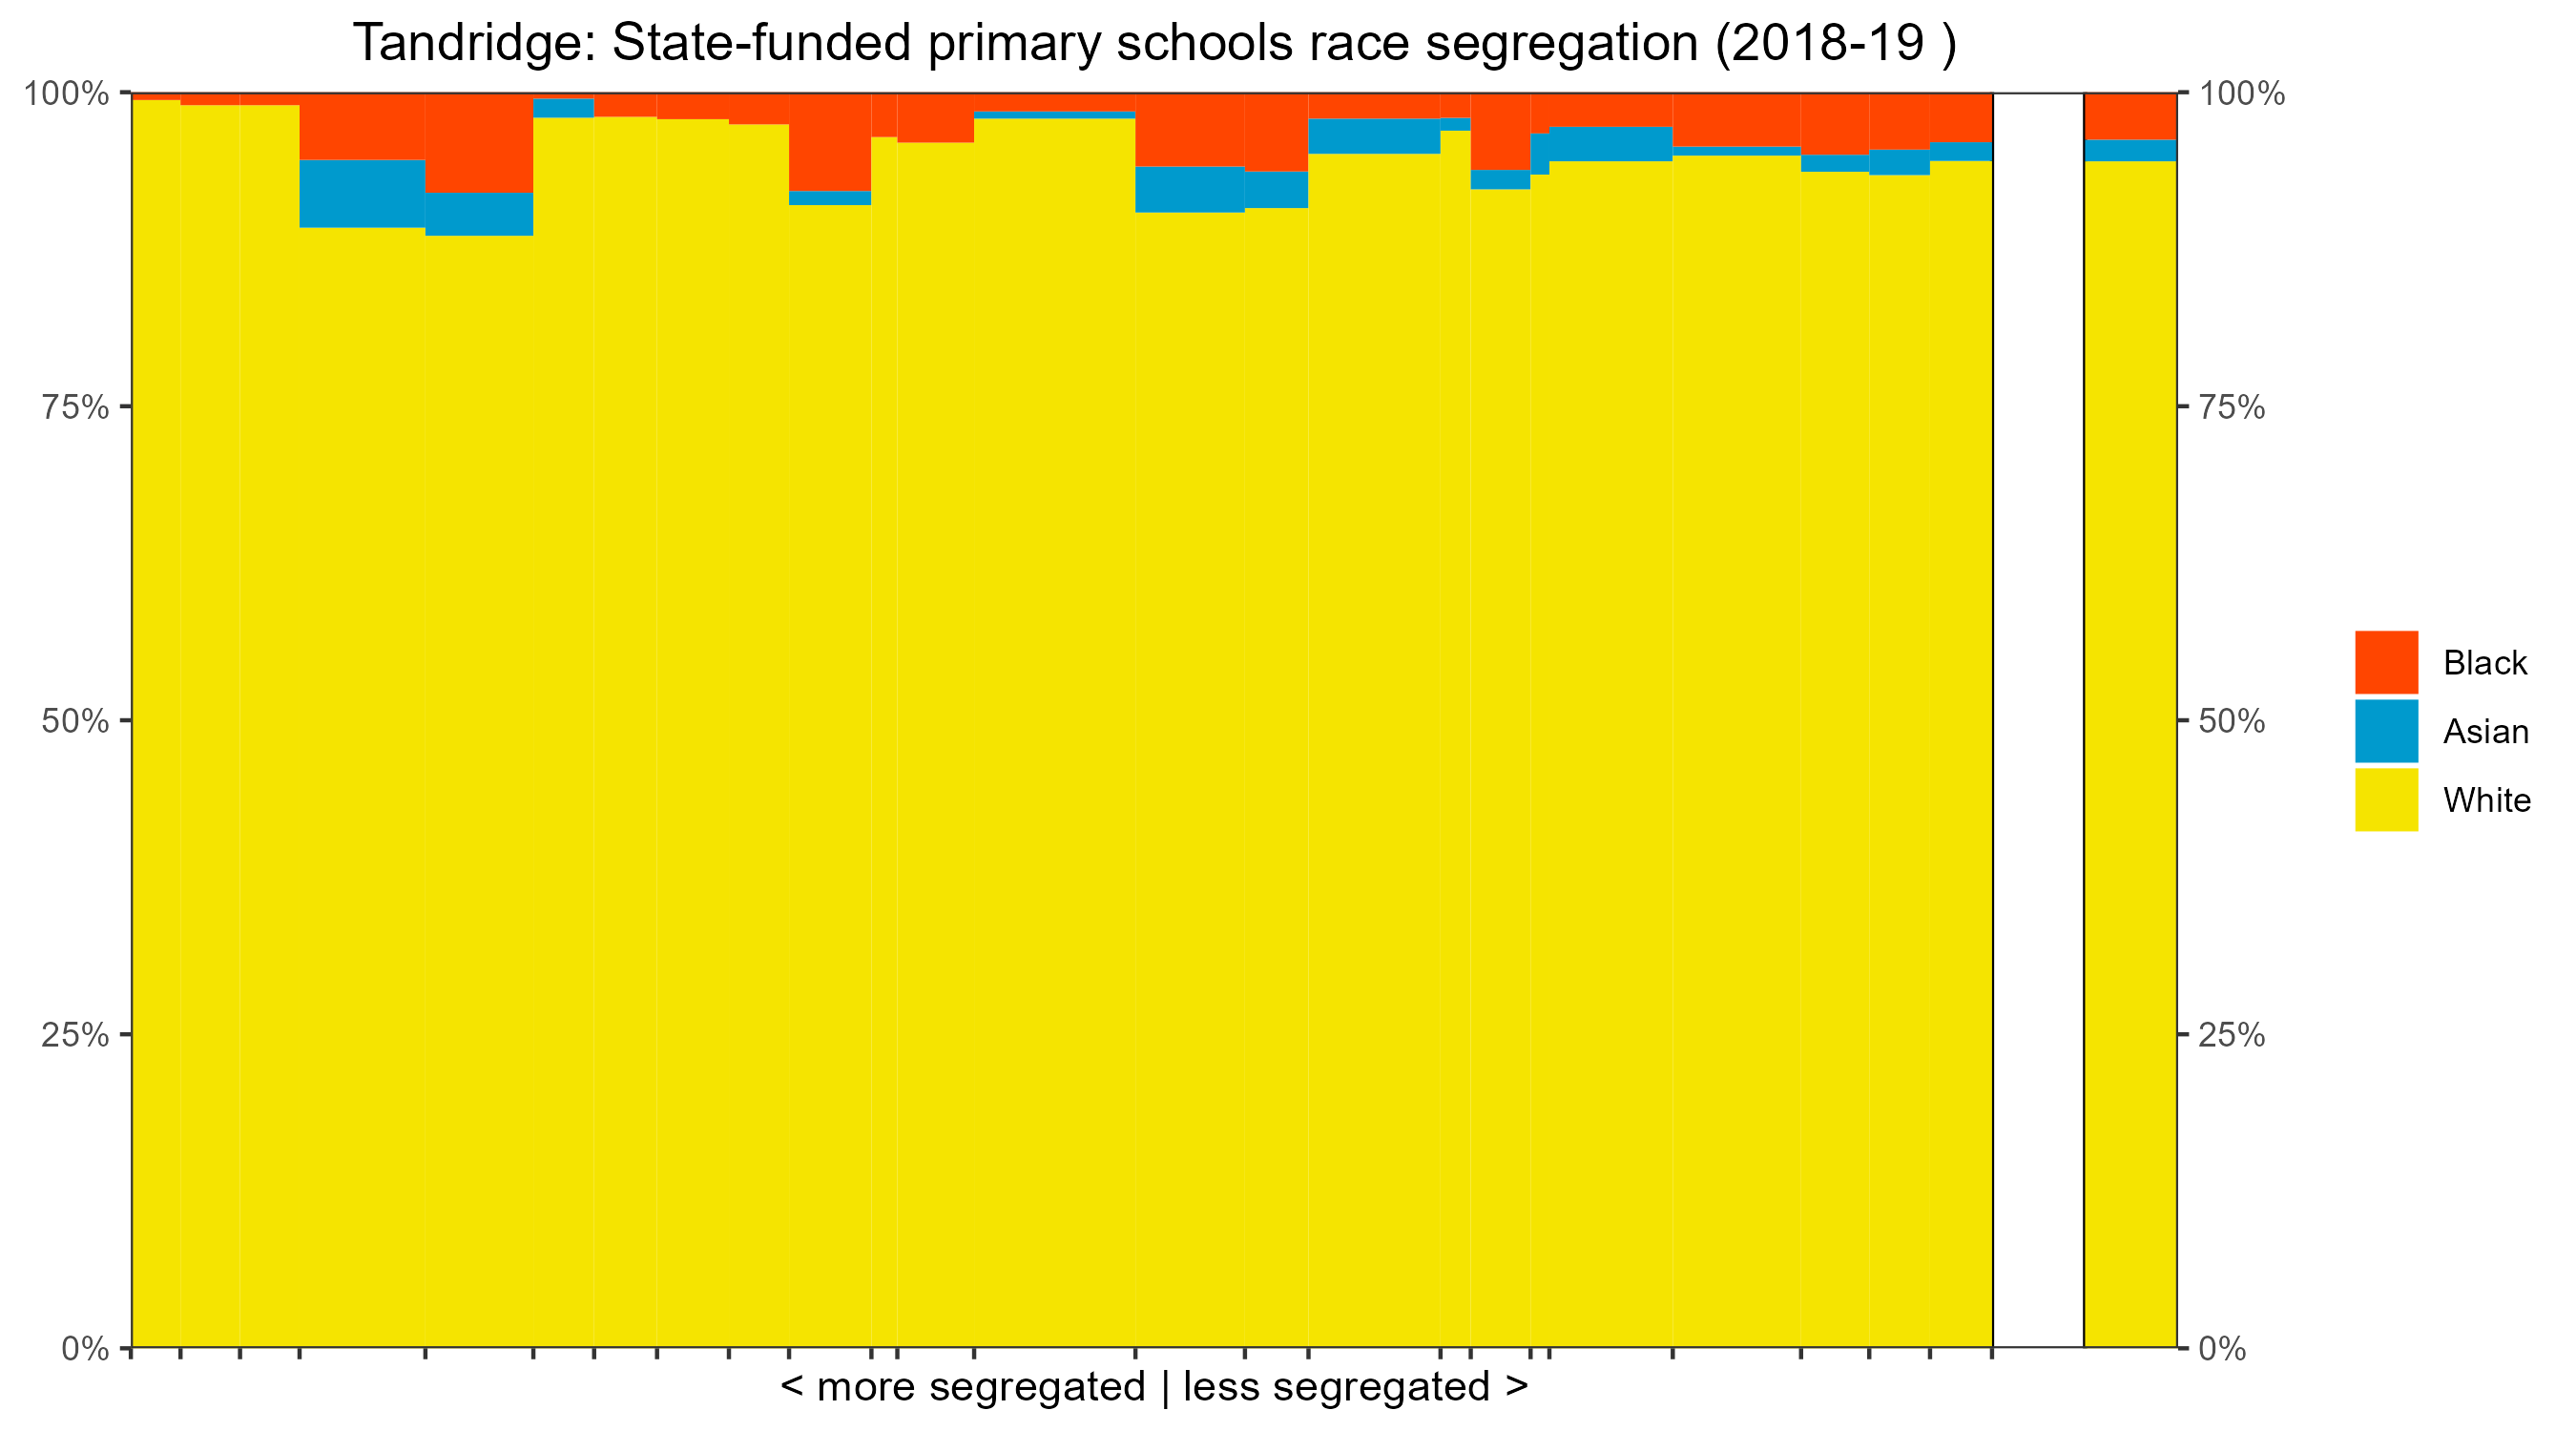 Tandridge: State-funded primary schools race segregation (2018-19 )
100%
75%
50%
25%
0%
100%
75%
50%
25%
0%
Black
Asian
White
< more segregated | less segregated >